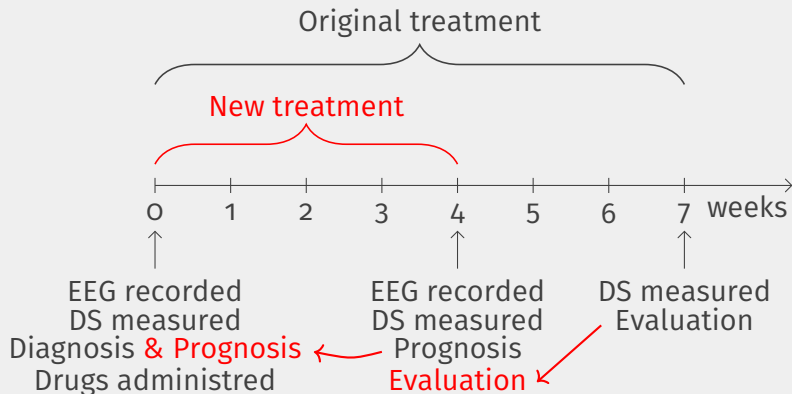 Original treatment
New treatment
0 1 2 3 4 5 6 7 weeks
EEG recorded
DS measured
Diagnosis & Prognosis
Drugs administred
EEG recorded
DS measured
Prognosis
Evaluation
DS measured
Evaluation